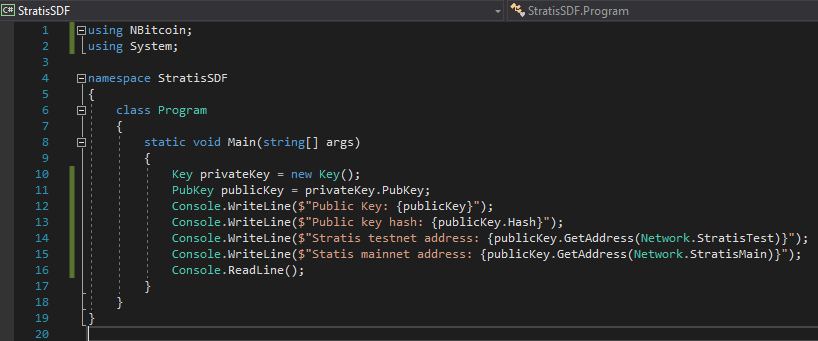 C# StratisSDF StratisSDF.Program
1 using NBitcoin;
2 using System;
3
4 namespace StratisSDF
5 {
6 class Program
7 {
8 static void Main(string[] args)
9 {
10 Key privateKey = new Key();
11 PubKey publicKey = privateKey.PubKey;
12 Console.WriteLine($"Public Key: {publicKey}");
13 Console.WriteLine($"Public key hash: {publicKey.Hash}");
14 Console.WriteLine($"Stratis testnet address: {publicKey.GetAddress(Network.StratisTest)}");
15 Console.WriteLine($"Statis mainnet address: {publicKey.GetAddress(Network.StratisMain)}");
16 Console.ReadLine();
17 }
18 }
19 }
20